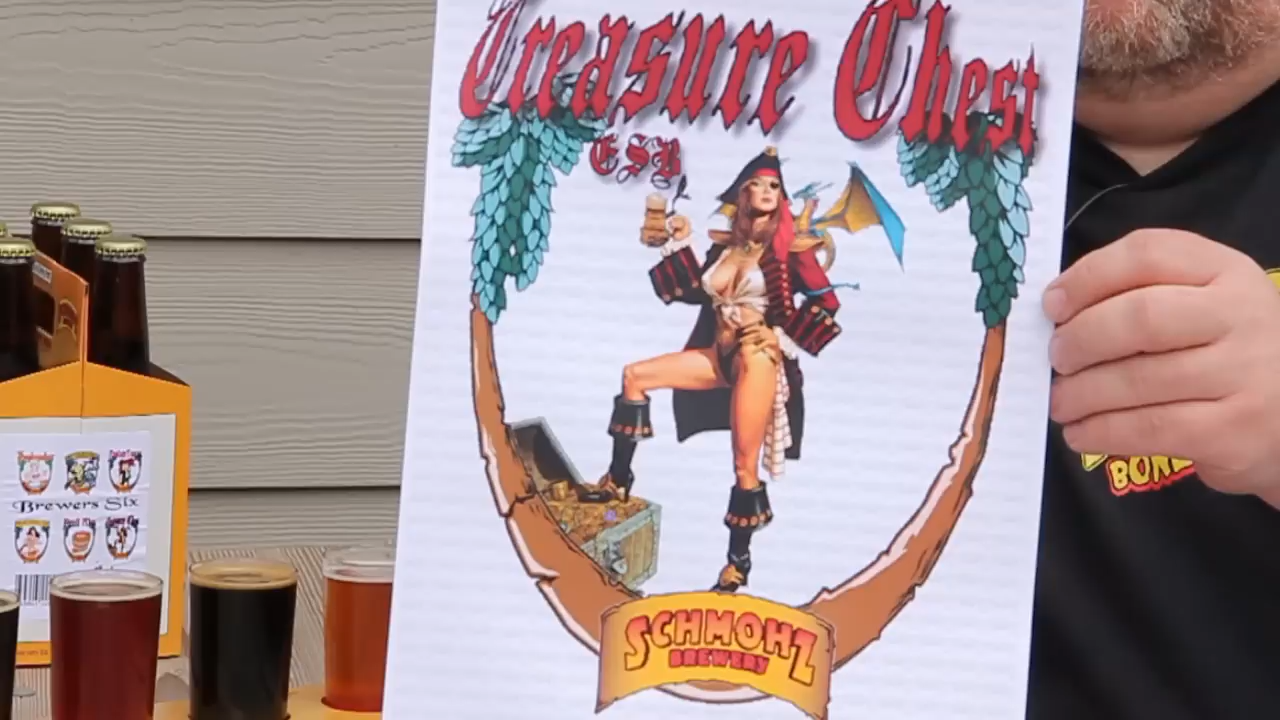 Treasure Chest
ESB
SCHMOHZ
BREWERY
Brewers Six
BONE